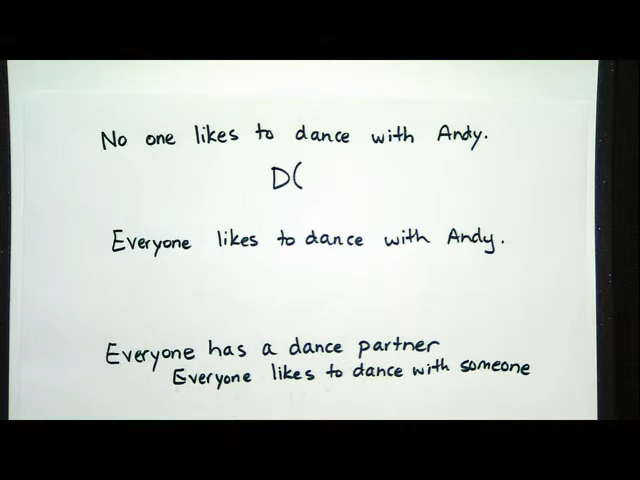 No one likes to dance with Andy.
D(
Everyone likes to dance with Andy.
Everyone has a dance partner
Everyone likes to dance with someone